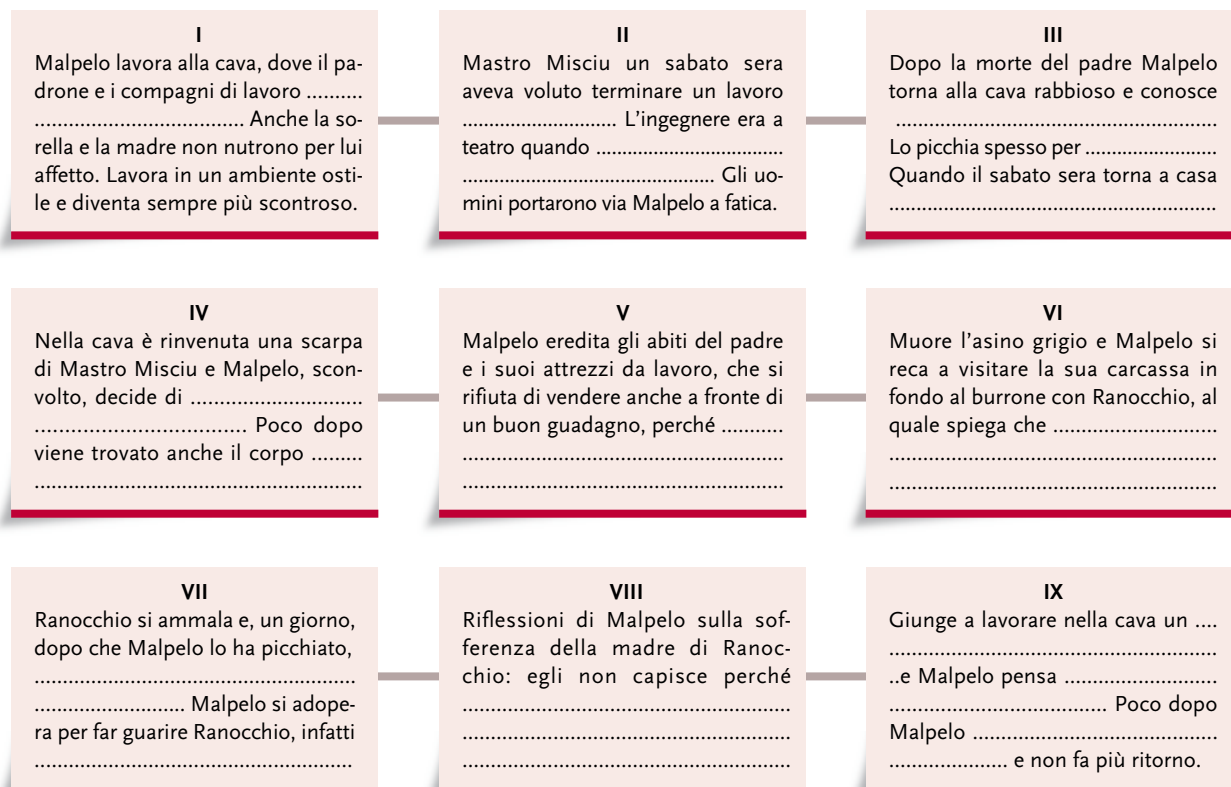 I
Malpelo lavora alla cava, dove il pa-
drone e i compagni di lavoro ..........
..................................... Anche la so-
rella e la madre non nutrono per lui
affetto. Lavora in un ambiente osti-
le e diventa sempre più scontroso.
II
Mastro Misciu un sabato sera
aveva voluto terminare un lavoro
........................... L'ingegnere era a
teatro quando .................................
............................................. Gli uo-
mini portarono via Malpelo a fatica.
III
Dopo la morte del padre Malpelo
torna alla cava rabbioso e conosce
.........................................................
Lo picchia spesso per .......................
Quando il sabato sera torna a casa
..........................................................
IV
Nella cava è rinvenuta una scarpa
di Mastro Misciu e Malpelo, scon-
volto, decide di ..............................
..................................... Poco dopo
viene trovato anche il corpo .........
..........................................................
V
Malpelo eredita gli abiti del padre
e i suoi attrezzi da lavoro, che si
rifiuta di vendere anche a fronte di
un buon guadagno, perché ...........
.........................................................
.........................................................
VI
Muore l'asino grigio e Malpelo si
reca a visitare la sua carcassa in
fondo al burrone con Ranocchio, al
quale spiega che .............................
..........................................................
..........................................................
VII
Ranocchio si ammala e, un giorno,
dopo che Malpelo lo ha picchiato,
.........................................................
........................... Malpelo si adope-
ra per far guarire Ranocchio, infatti
........................................................
VIII
Riflessioni di Malpelo sulla sof-
ferenza della madre di Ranoc-
chio: egli non capisce perché
..........................................................
..........................................................
..........................................................
IX
Giunge a lavorare nella cava un ....
..........................................................
..e Malpelo pensa ...........................
...................................... Poco dopo
Malpelo ...........................................
..................... e non fa più ritorno.